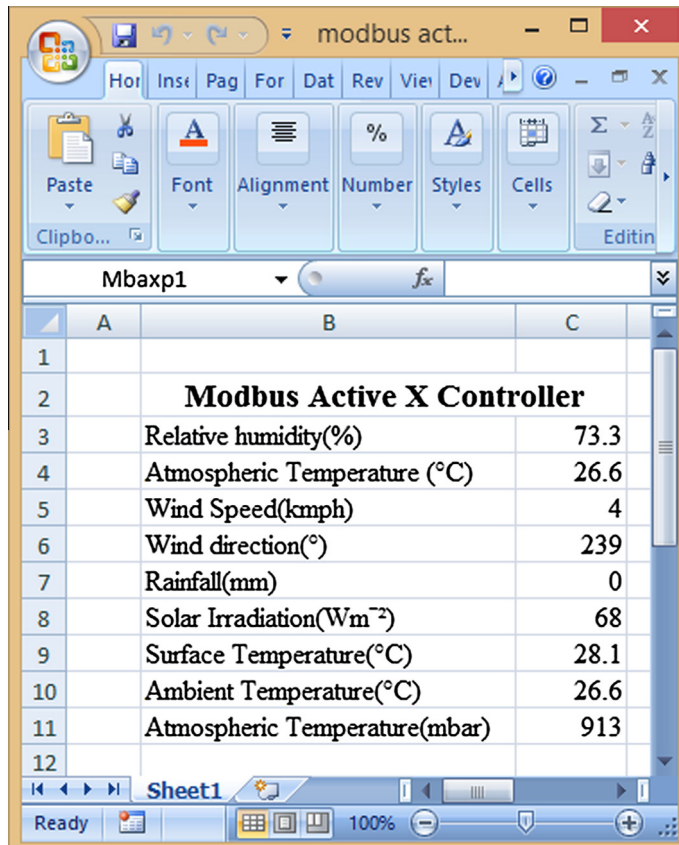 modbus act...
Hor Inse Pag For Dat Rev Viev Dev
Paste Font Alignment Number Styles Cells
Clipbo... Editin
Mbaxp1 fx
A B C
1
2 Modbus Active X Controller
3 Relative humidity(%) 73.3
4 Atmospheric Temperature (°C) 26.6
5 Wind Speed(kmph) 4
6 Wind direction(°) 239
7 Rainfall(mm) 0
8 Solar Irradiation(Wm⁻²) 68
9 Surface Temperature(°C) 28.1
10 Ambient Temperature(°C) 26.6
11 Atmospheric Temperature(mbar) 913
12
Sheet1
Ready 100%